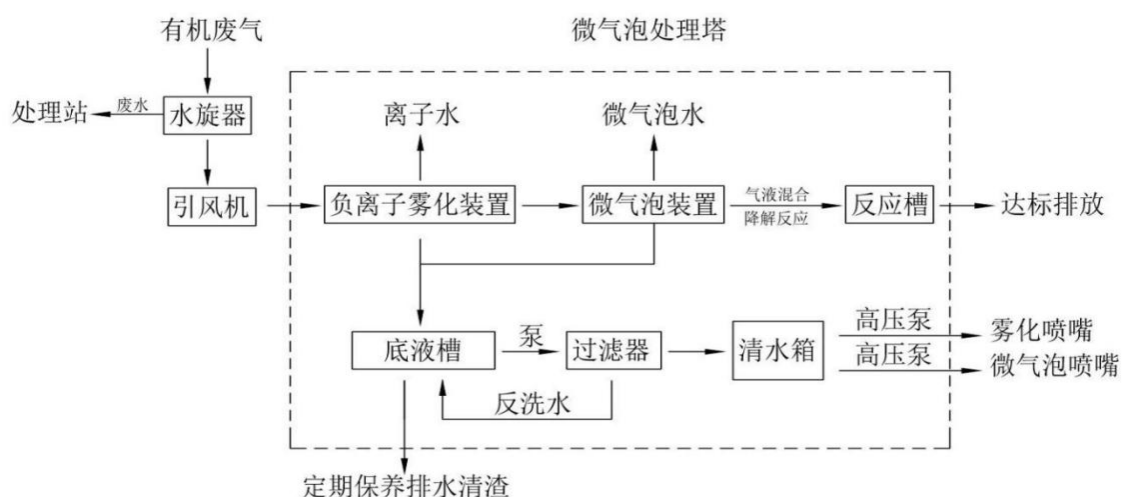 有机废气
微气泡处理塔
处理站
废水
水旋器
离子水
微气泡水
引风机
负离子雾化装置
微气泡装置
气液混合
降解反应
反应槽
达标排放
底液槽
泵
过滤器
清水箱
高压泵
雾化喷嘴
高压泵
微气泡喷嘴
反洗水
定期保养排水清渣